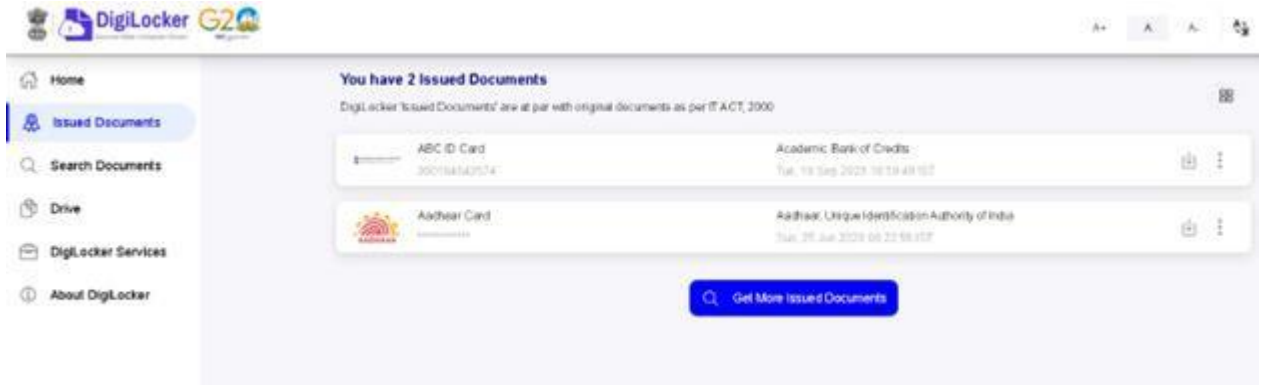 DigiLocker G20
A+ A A-
Home
Issued Documents
Search Documents
Drive
DigiLocker Services
About DigiLocker
You have 2 Issued Documents
DigiLocker 'Issued Documents' are at par with original documents as per IT ACT, 2000
ABC ID Card
Academic Bank of Credits
Aadhaar Card
Aadhaar, Unique Identification Authority of India
AADHAAR
Get More Issued Documents